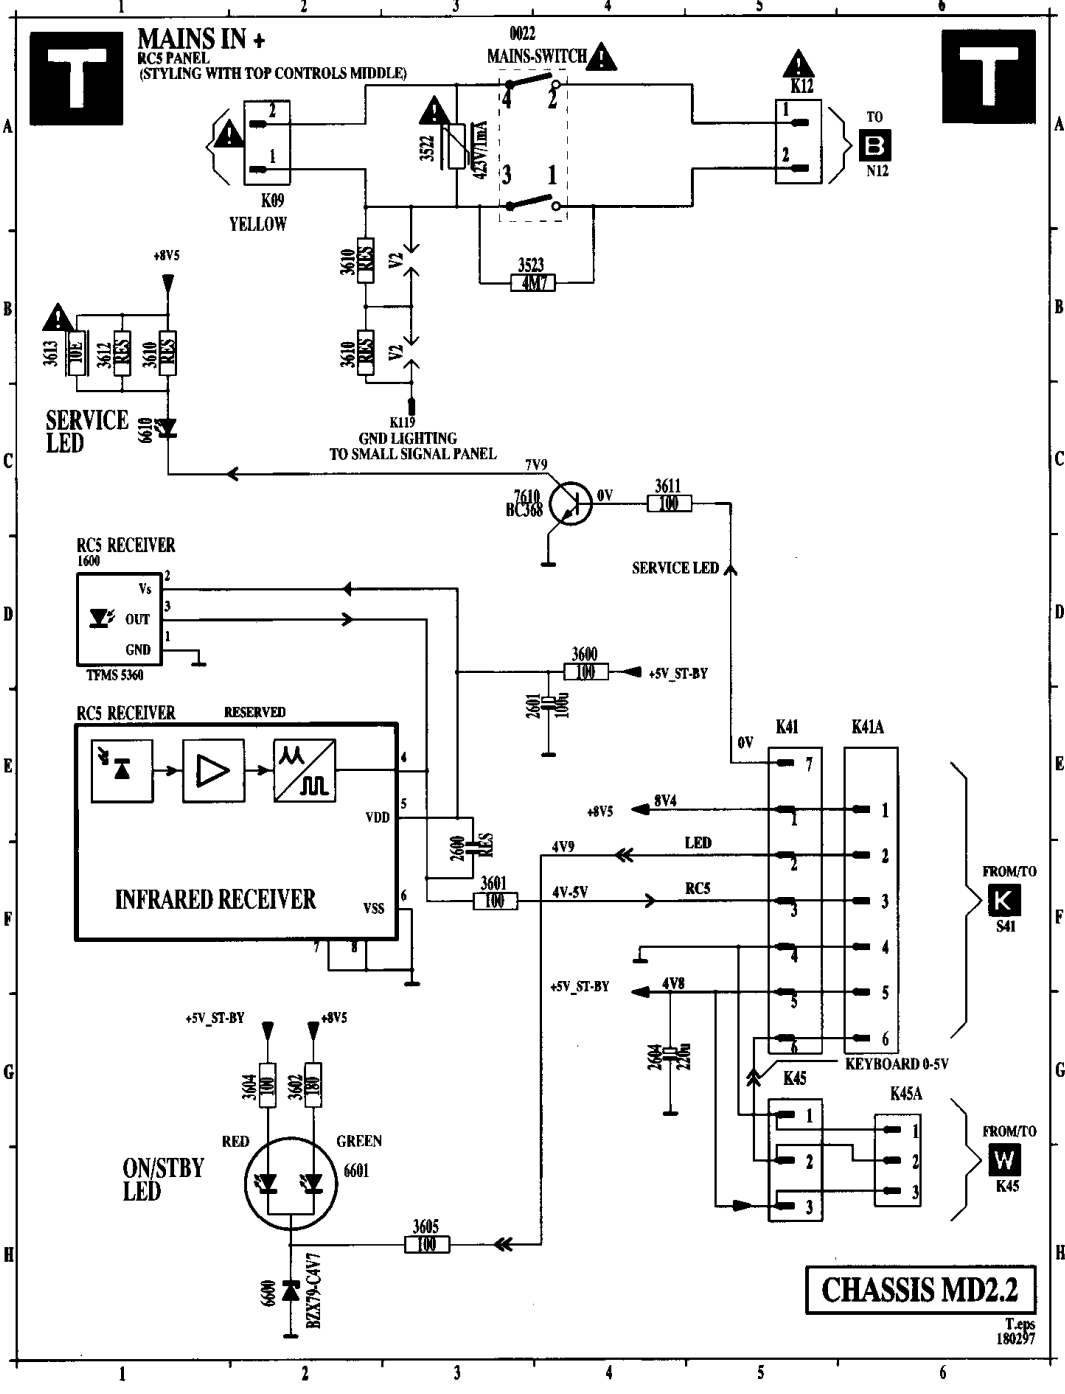 1 2 3 4 5 6
T
MAINS IN +
RC5 PANEL
(STYLING WITH TOP CONTROLS MIDDLE)
0022
MAINS-SWITCH
T
A
2
1
K09
YELLOW
3522
423V/1mA
4 2
3 1
K12
1
2
TO
B
N12
A
+8V5
3610
RES
V2
3523
4M7
B
B
3613
10E
3612
RES
3610
RES
3610
RES
V2
SERVICE
LED
6610
K119
GND LIGHTING
TO SMALL SIGNAL PANEL
C
C
7V9
7610
BC368
0V
3611
100
RC5 RECEIVER
1600
Vs
2
OUT
3
GND
1
TFMS 5360
D
D
SERVICE LED
3600
100
+5V_ST-BY
2601
100u
RC5 RECEIVER
RESERVED
4
VDD
5
VSS
6
7 8
INFRARED RECEIVER
E
E
2600
RES
3601
100
0V
K41
K41A
7
+8V5
8V4
1
1
4V9
LED
2
2
4V-5V
RC5
3
3
4
4
+5V_ST-BY
4V8
5
5
6
6
F
F
FROM/TO
K
S41
2604
220u
KEYBOARD 0-5V
G
G
+5V_ST-BY
+8V5
3604
100
3602
180
RED
GREEN
6601
ON/STBY
LED
K45
K45A
1
2
3
1
2
3
FROM/TO
W
K45
3605
100
H
H
6600
BZX79-C4V7
CHASSIS MD2.2
T.eps
180297
1 2 3 4 5 6